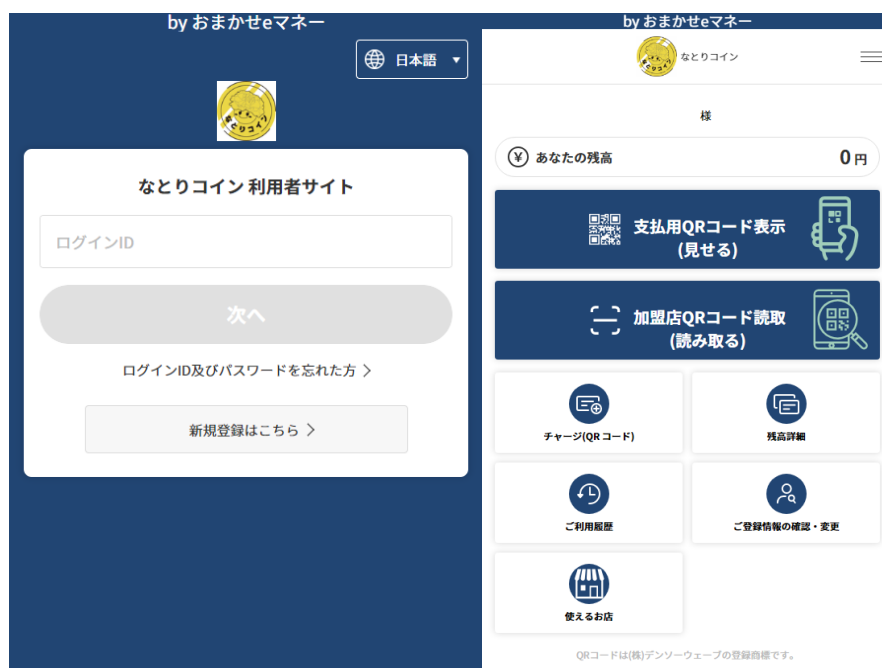 by おまかせeマネー
日本語
なとりコイン
なとりコイン 利用者サイト
ログインID
次へ
ログインID及びパスワードを忘れた方
新規登録はこちら
by おまかせeマネー
なとりコイン
様
¥ あなたの残高 0 円
支払用QRコード表示
(見せる)
加盟店QRコード読取
(読み取る)
チャージ(QRコード)
残高詳細
ご利用履歴
ご登録情報の確認・変更
使えるお店
QRコードは(株)デンソーウェーブの登録商標です。